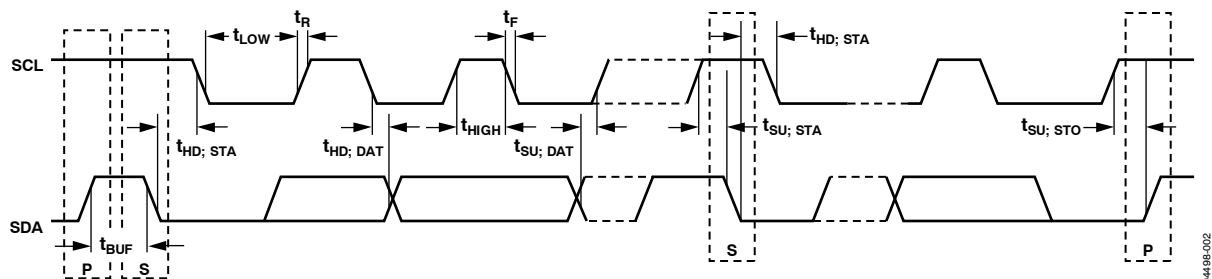 tR
tF
tLOW
tHD; STA
SCL
tHD; STA
tHD; DAT
tHIGH
tSU; DAT
tSU; STA
tSU; STO
SDA
tBUF
P
S
S
P
04498-002